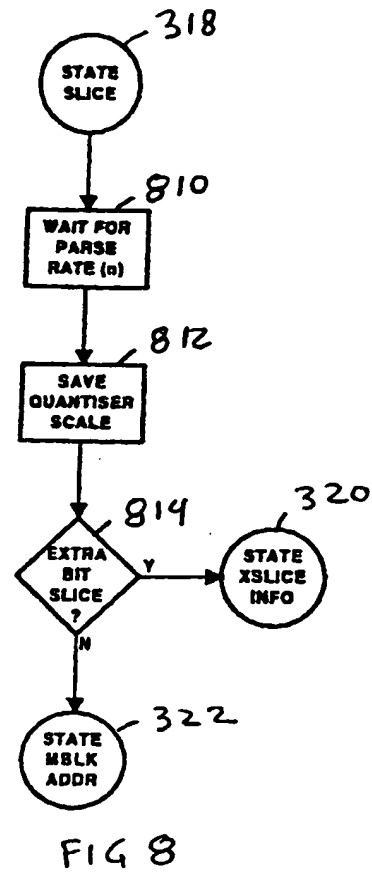 318
STATE
SLICE
810
WAIT FOR
PARSE
RATE (n)
812
SAVE
QUANTISER
SCALE
814
EXTRA
BIT
SLICE
?
Y
320
STATE
XSLICE
INFO
N
322
STATE
MBLK
ADDR
FIG 8